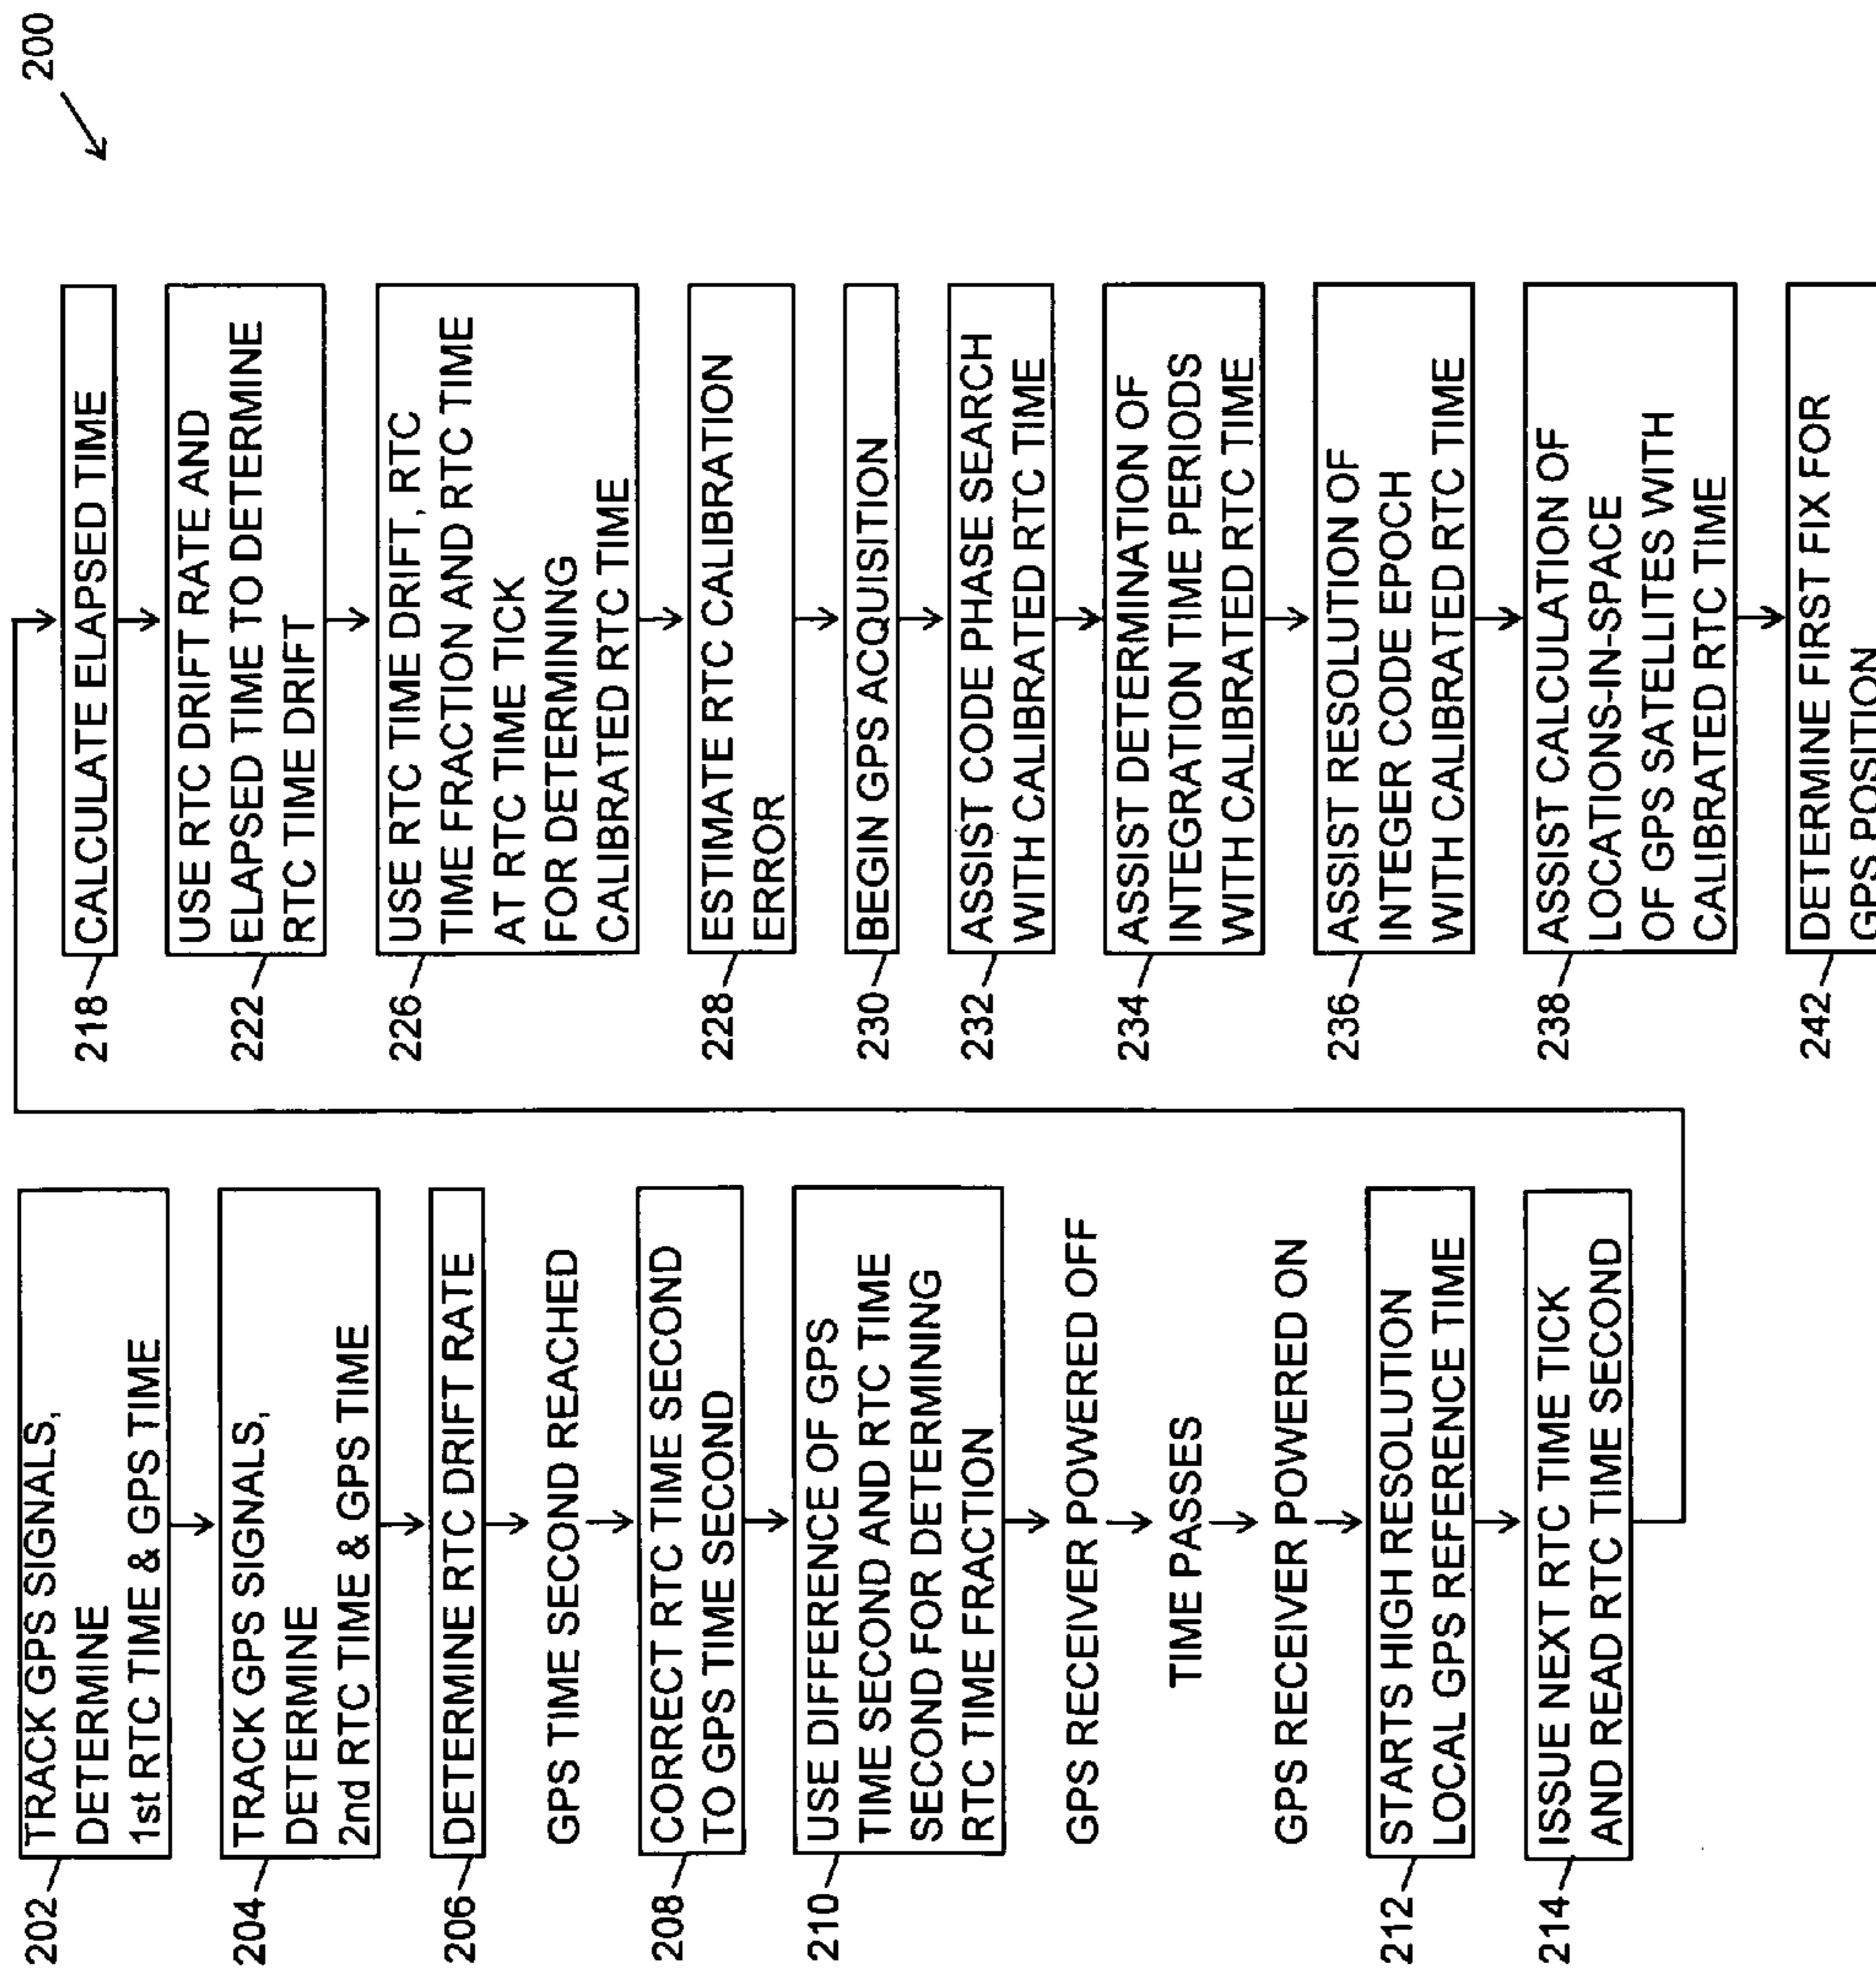 200
202
TRACK GPS SIGNALS,
DETERMINE
1st RTC TIME & GPS TIME
204
TRACK GPS SIGNALS,
DETERMINE
2nd RTC TIME & GPS TIME
206
DETERMINE RTC DRIFT RATE
GPS TIME SECOND REACHED
208
CORRECT RTC TIME SECOND
TO GPS TIME SECOND
210
USE DIFFERENCE OF GPS
TIME SECOND AND RTC TIME
SECOND FOR DETERMINING
RTC TIME FRACTION
GPS RECEIVER POWERED OFF
TIME PASSES
GPS RECEIVER POWERED ON
212
STARTS HIGH RESOLUTION
LOCAL GPS REFERENCE TIME
214
ISSUE NEXT RTC TIME TICK
AND READ RTC TIME SECOND
218
CALCULATE ELAPSED TIME
222
USE RTC DRIFT RATE AND
ELAPSED TIME TO DETERMINE
RTC TIME DRIFT
226
USE RTC TIME DRIFT, RTC
TIME FRACTION AND RTC TIME
AT RTC TIME TICK
FOR DETERMINING
CALIBRATED RTC TIME
228
ESTIMATE RTC CALIBRATION
ERROR
230
BEGIN GPS ACQUISITION
232
ASSIST CODE PHASE SEARCH
WITH CALIBRATED RTC TIME
234
ASSIST DETERMINATION OF
INTEGRATION TIME PERIODS
WITH CALIBRATED RTC TIME
236
ASSIST RESOLUTION OF
INTEGER CODE EPOCH
WITH CALIBRATED RTC TIME
238
ASSIST CALCULATION OF
LOCATIONS-IN-SPACE
OF GPS SATELLITES WITH
CALIBRATED RTC TIME
242
DETERMINE FIRST FIX FOR
GPS POSITION